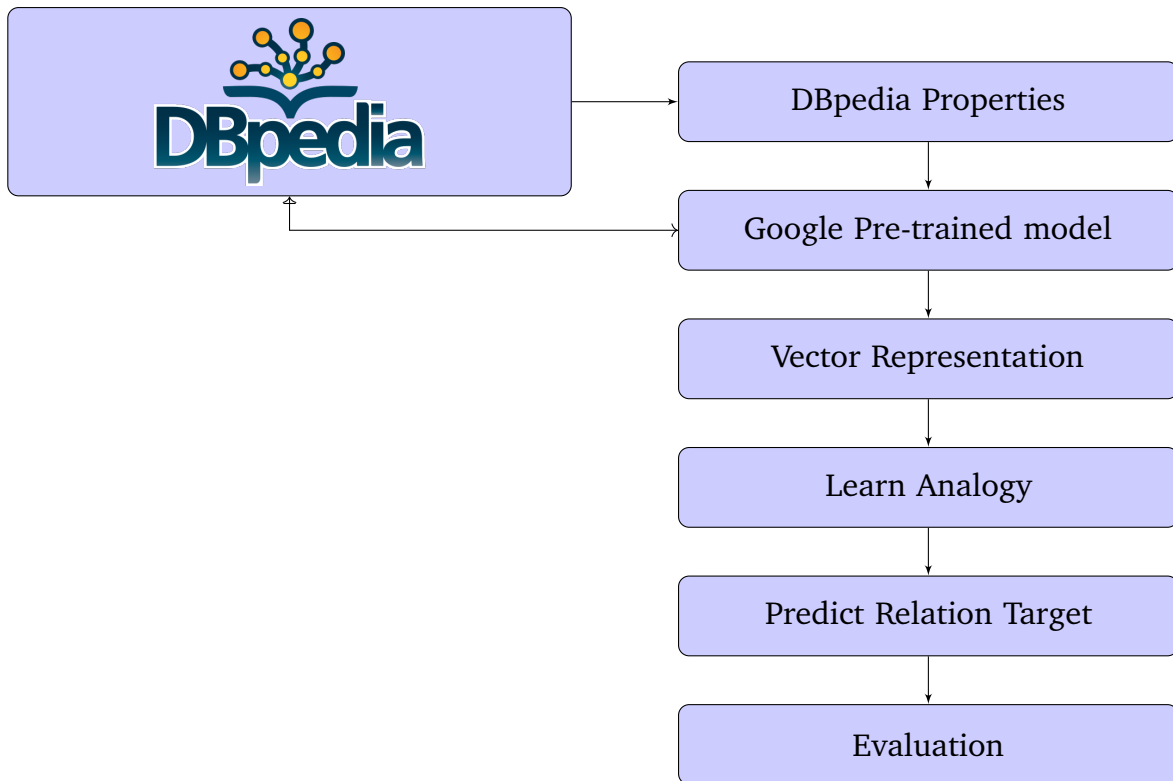 DBpedia
DBpedia Properties
Google Pre-trained model
Vector Representation
Learn Analogy
Predict Relation Target
Evaluation